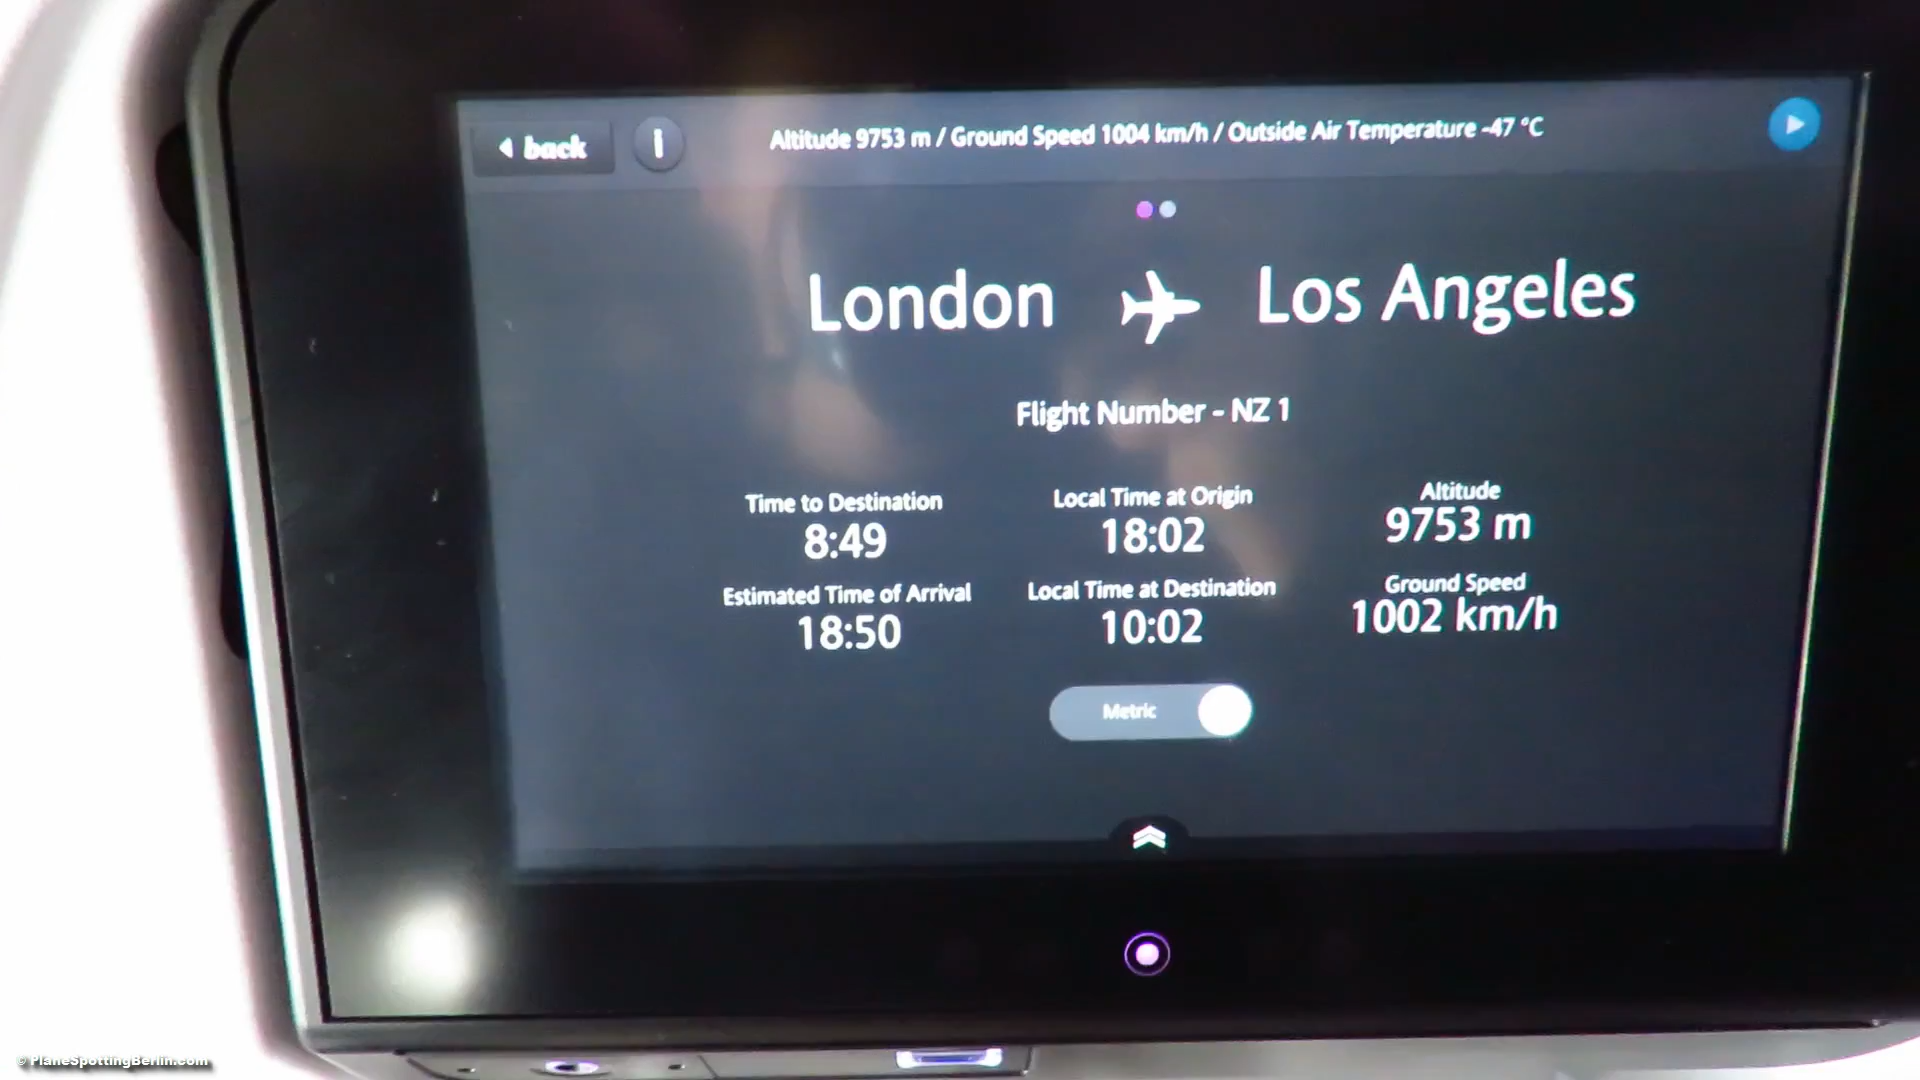 back
i
Altitude 9753 m / Ground Speed 1004 km/h / Outside Air Temperature -47 °C
London Los Angeles
Flight Number - NZ 1
Time to Destination
8:49
Local Time at Origin
18:02
Altitude
9753 m
Estimated Time of Arrival
18:50
Local Time at Destination
10:02
Ground Speed
1002 km/h
Metric
© PlaneSpottingBerlin.com